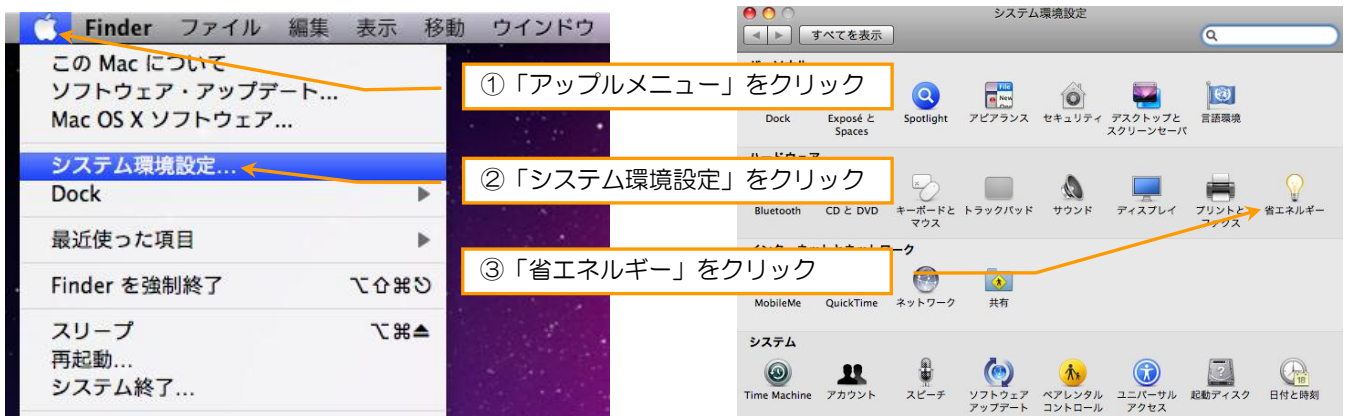 Finder ファイル 編集 表示 移動 ウインドウ
この Mac について
ソフトウェア・アップデート...
Mac OS X ソフトウェア...
システム環境設定...
Dock
最近使った項目
Finder を強制終了 ⌥⇧⌘⎋
スリープ ⌥⌘⏏
再起動...
システム終了...
①「アップルメニュー」をクリック
②「システム環境設定」をクリック
③「省エネルギー」をクリック
システム環境設定
すべてを表示
Dock
Exposé と
Spaces
Spotlight
アピアランス
セキュリティ
デスクトップと
スクリーンセーバ
言語環境
Bluetooth
CD と DVD
キーボードと
マウス
トラックパッド
サウンド
ディスプレイ
プリントと
ファクス
省エネルギー
MobileMe
QuickTime
ネットワーク
共有
システム
Time Machine
アカウント
スピーチ
ソフトウェア
アップデート
ペアレンタル
コントロール
ユニバーサル
アクセス
起動ディスク
日付と時刻